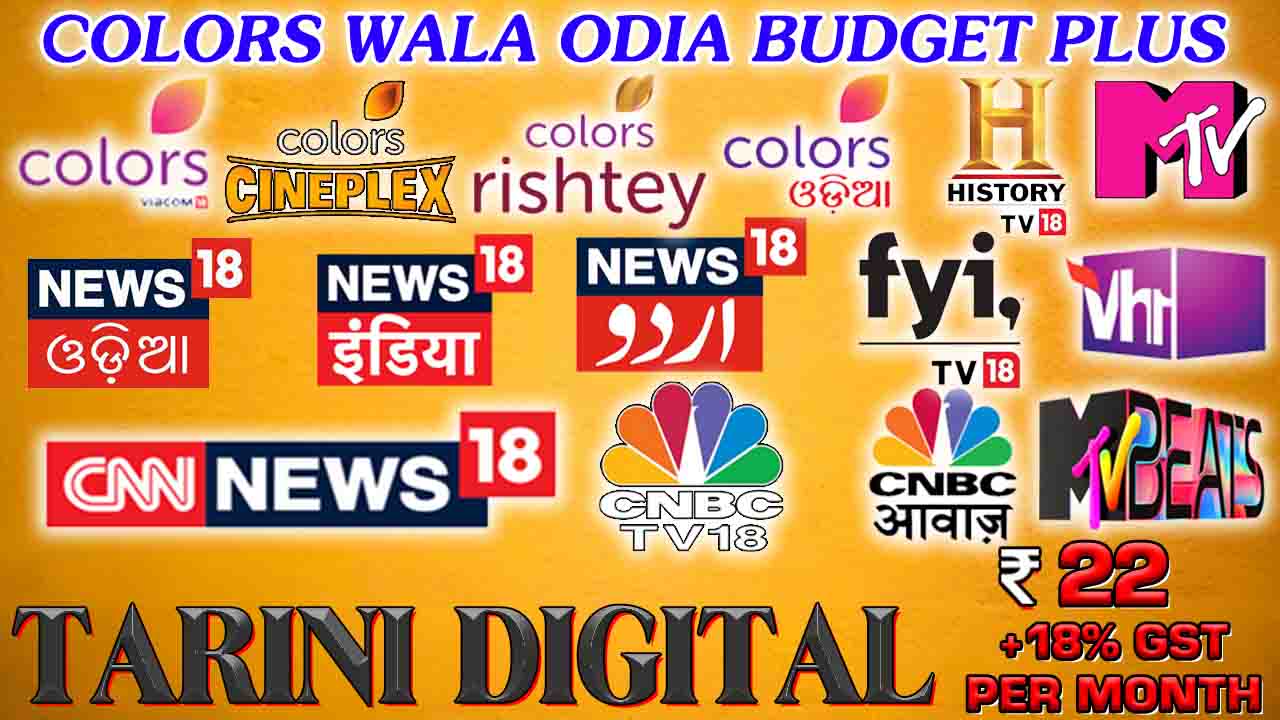 COLORS WALA ODIA BUDGET PLUS
colors
VIACOM18
colors
CINEPLEX
colors
rishtey
colors
ଓଡ଼ିଆ
H
HISTORY
TV18
MTV
NEWS 18
ଓଡ଼ିଆ
NEWS 18
इंडिया
NEWS 18
اردو
fyi,
TV18
Vh1
CNN NEWS 18
CNBC
TV18
CNBC
आवाज़
MTV BEATS
₹ 22
+18% GST
PER MONTH
TARINI DIGITAL